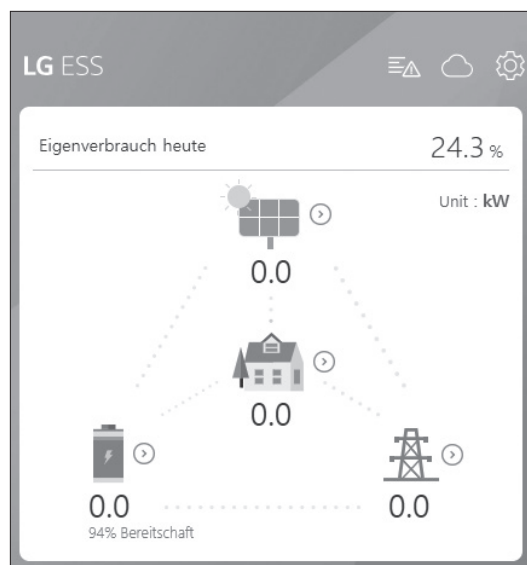 LG ESS
Eigenverbrauch heute 24.3 %
Unit : kW
0.0
0.0
0.0 0.0
94% Bereitschaft